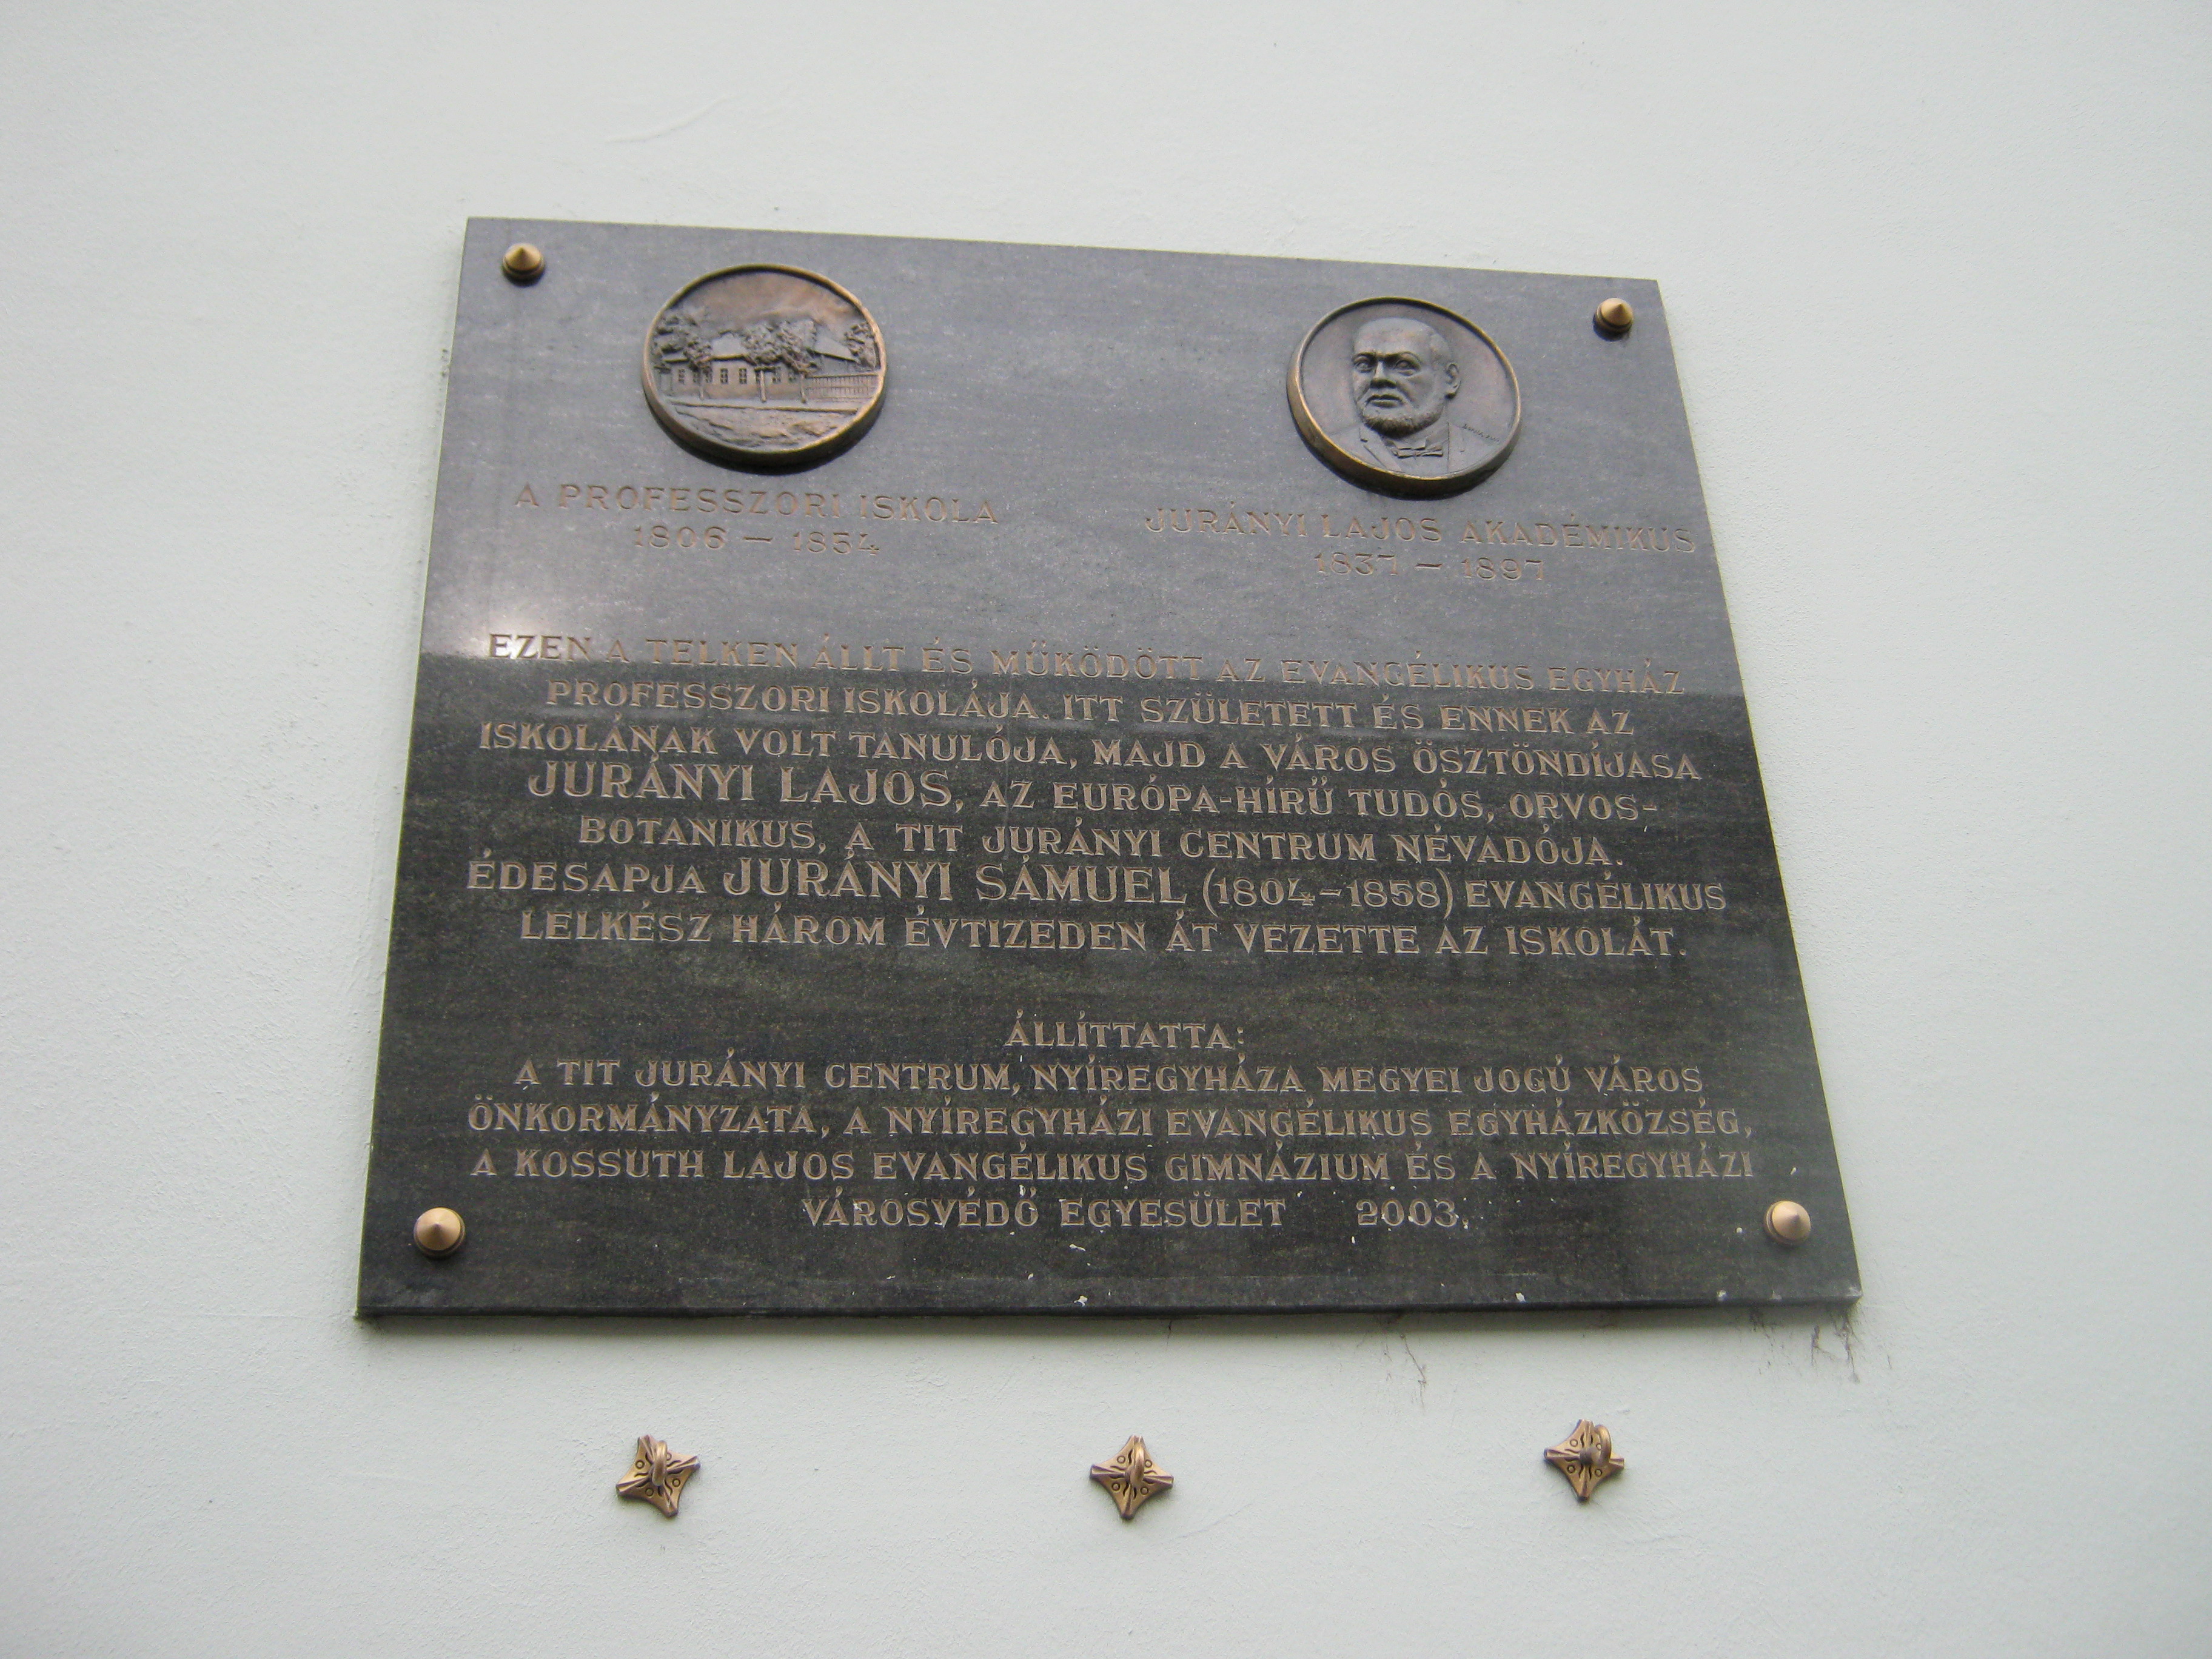 A PROFESSZORI ISKOLA
1806 – 1854
JURÁNYI LAJOS AKADÉMIKUS
1837 – 1897
EZEN A TELKEN ÁLLT ÉS MŰKÖDÖTT AZ EVANGÉLIKUS EGYHÁZ
PROFESSZORI ISKOLÁJA. ITT SZÜLETETT ÉS ENNEK AZ
ISKOLÁNAK VOLT TANULÓJA, MAJD A VÁROS ÖSZTÖNDÍJASA
JURÁNYI LAJOS, AZ EURÓPA-HÍRŰ TUDÓS, ORVOS-
BOTANIKUS, A TIT JURÁNYI CENTRUM NÉVADÓJA.
ÉDESAPJA JURÁNYI SÁMUEL (1804–1858) EVANGÉLIKUS
LELKÉSZ HÁROM ÉVTIZEDEN ÁT VEZETTE AZ ISKOLÁT.
ÁLLÍTTATTA:
A TIT JURÁNYI CENTRUM, NYÍREGYHÁZA MEGYEI JOGÚ VÁROS
ÖNKORMÁNYZATA, A NYÍREGYHÁZI EVANGÉLIKUS EGYHÁZKÖZSÉG,
A KOSSUTH LAJOS EVANGÉLIKUS GIMNÁZIUM ÉS A NYÍREGYHÁZI
VÁROSVÉDŐ EGYESÜLET 2003.